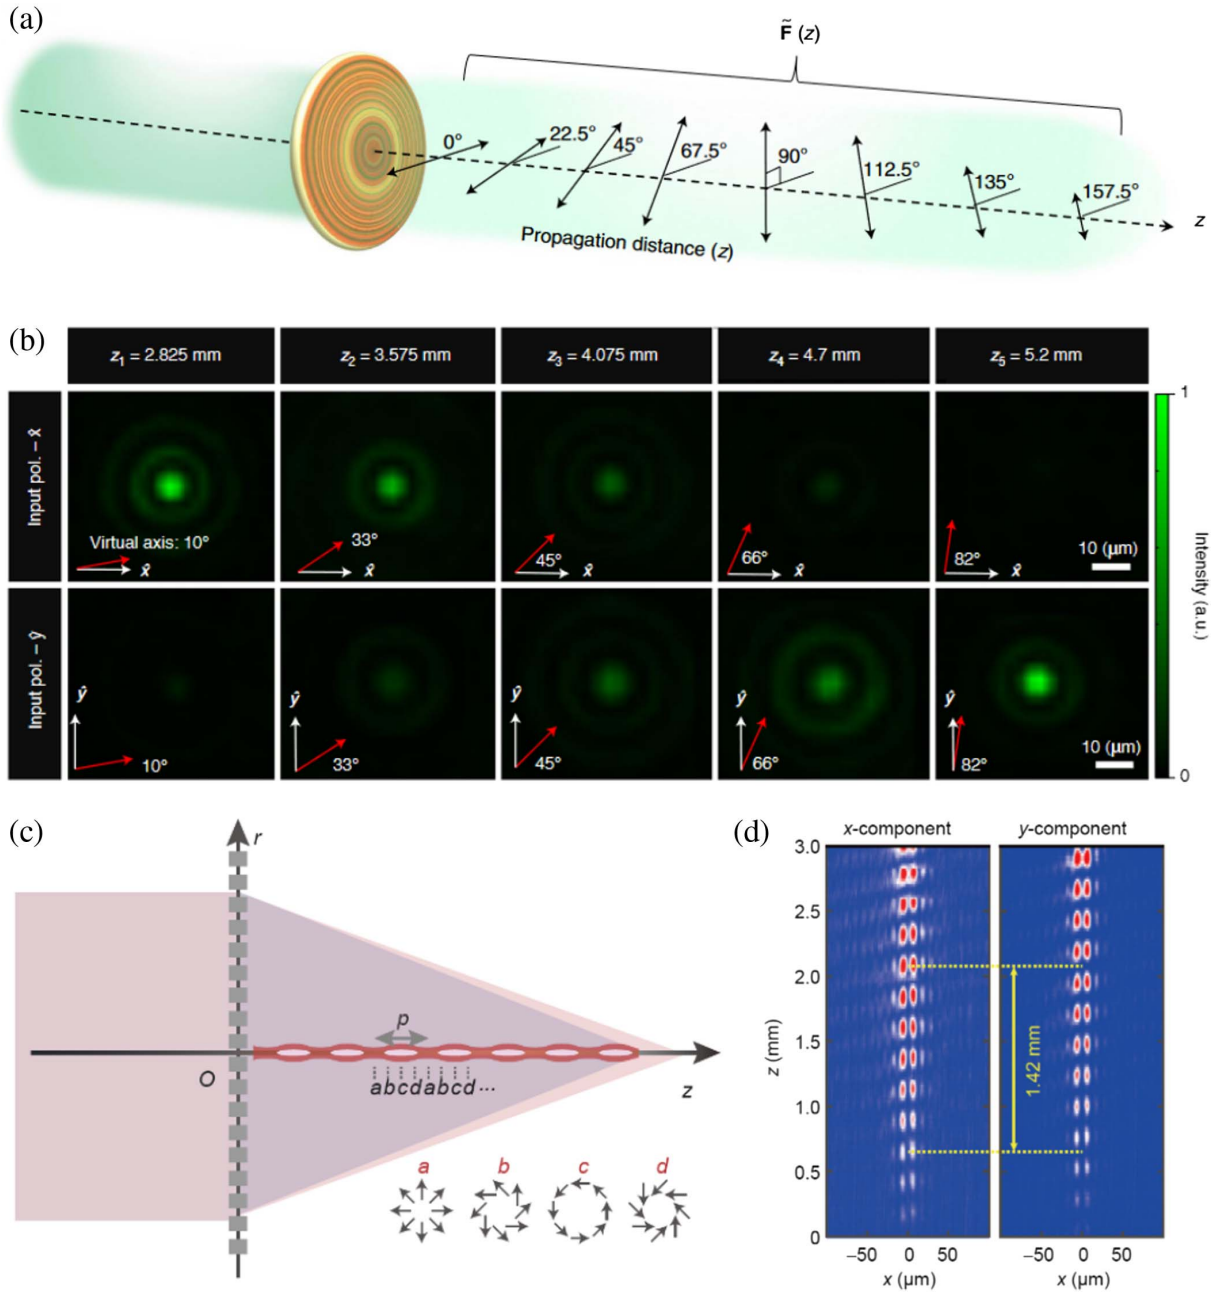 (a)
F̃ (z)
0°
22.5°
45°
67.5°
90°
112.5°
135°
157.5°
z
Propagation distance (z)
(b)
z₁ = 2.825 mm
z₂ = 3.575 mm
z₃ = 4.075 mm
z₄ = 4.7 mm
z₅ = 5.2 mm
Input pol. – x̂
Virtual axis: 10°
x̂
33°
x̂
45°
x̂
66°
x̂
82°
x̂
10 (μm)
Input pol. – ŷ
ŷ
10°
ŷ
33°
ŷ
45°
ŷ
66°
ŷ
82°
10 (μm)
1
Intensity (a.u.)
0
(c)
r
p
O
abcdabcd...
z
a
b
c
d
(d)
x-component
y-component
3.0
2.5
2.0
1.5
1.0
0.5
0
z (mm)
1.42 mm
–50
0
50
–50
0
50
x (μm)
x (μm)